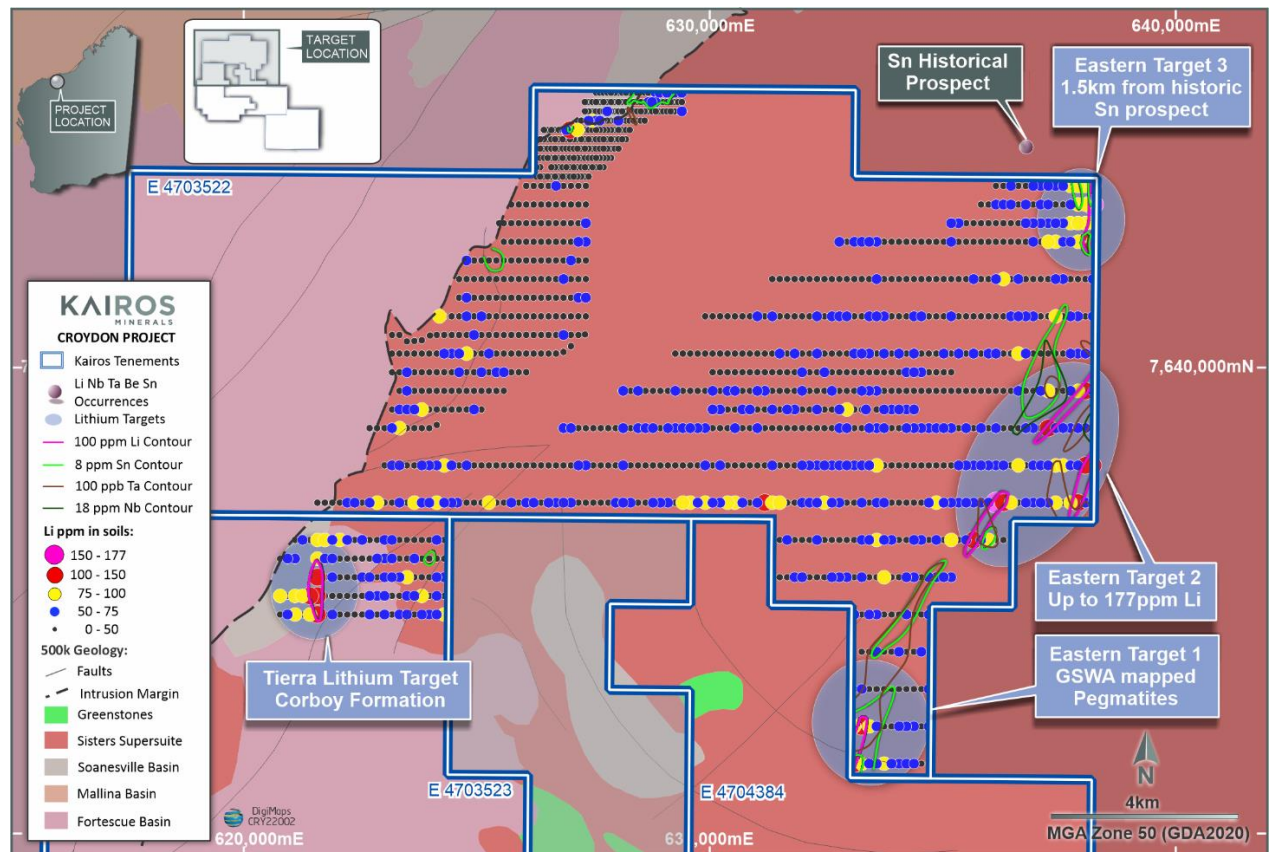 630,000mE
640,000mE
TARGET
LOCATION
PROJECT
LOCATION
Sn Historical
Prospect
Eastern Target 3
1.5km from historic
Sn prospect
E 4703522
7,640,000mN
KAIROS
MINERALS
CROYDON PROJECT
Kairos Tenements
Li Nb Ta Be Sn
Occurrences
Lithium Targets
100 ppm Li Contour
8 ppm Sn Contour
100 ppb Ta Contour
18 ppm Nb Contour
Li ppm in soils:
150 - 177
100 - 150
75 - 100
50 - 75
0 - 50
500k Geology:
Faults
Intrusion Margin
Greenstones
Sisters Supersuite
Soanesville Basin
Mallina Basin
Fortescue Basin
Eastern Target 2
Up to 177ppm Li
Tierra Lithium Target
Corboy Formation
Eastern Target 1
GSWA mapped
Pegmatites
E 4703523
E 4704384
N
4km
MGA Zone 50 (GDA2020)
DigiMaps
CRY22002
620,000mE